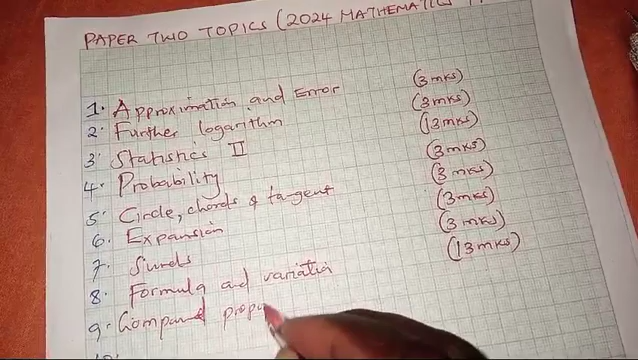 PAPER TWO TOPICS (2024 MATHEMATICS
1. Approximation and Error (3mks)
2. Further logarithm (3mks)
3. Statistics II (13mks)
4. Probability (3mks)
5. Circle, chords & tangent (3mks)
6. Expansion (3mks)
7. Surds (3mks)
8. Formula and variation (13mks)
9. Compound propo
10.